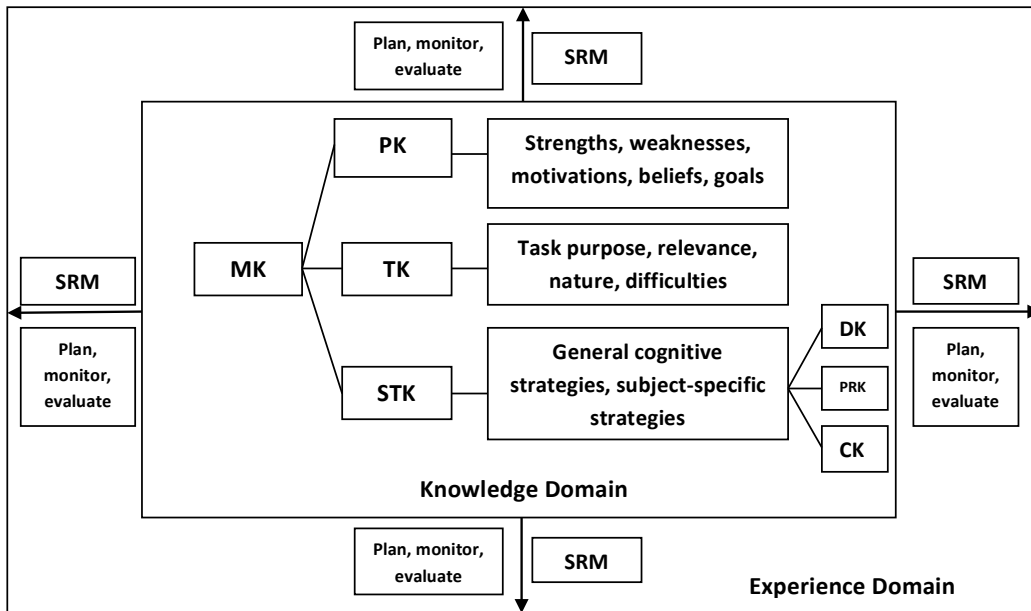 Plan, monitor,
evaluate
SRM
PK
Strengths, weaknesses,
motivations, beliefs, goals
MK
TK
Task purpose, relevance,
nature, difficulties
SRM
Plan,
monitor,
evaluate
SRM
Plan,
monitor,
evaluate
STK
General cognitive
strategies, subject-specific
strategies
DK
PRK
CK
Knowledge Domain
Plan, monitor,
evaluate
SRM
Experience Domain